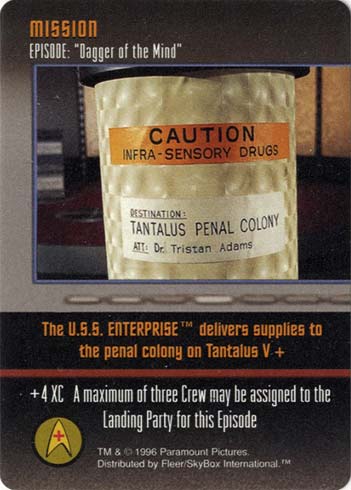 MISSION
EPISODE: "Dagger of the Mind"
CAUTION
INFRA-SENSORY DRUGS
DESTINATION:
TANTALUS PENAL COLONY
ATT: Dr. Tristan Adams
The U.S.S. ENTERPRISE™ delivers supplies to
the penal colony on Tantalus V +
+4 XC A maximum of three Crew may be assigned to the
Landing Party for this Episode
TM & © 1996 Paramount Pictures.
Distributed by Fleer/SkyBox International.™